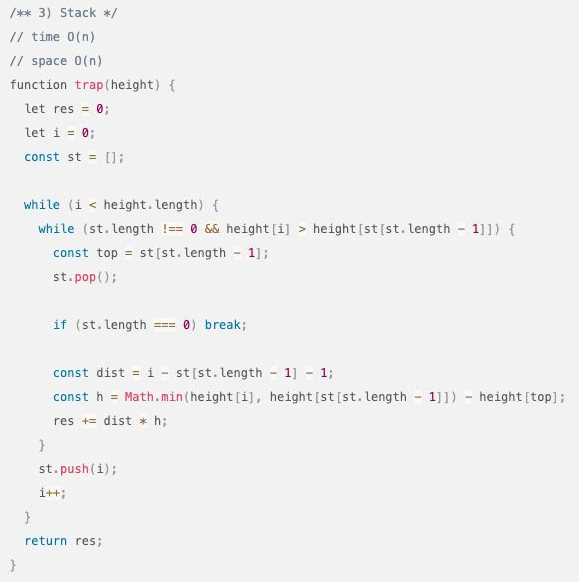 /** 3) Stack */
// time O(n)
// space O(n)
function trap(height) {
  let res = 0;
  let i = 0;
  const st = [];

  while (i < height.length) {
    while (st.length !== 0 && height[i] > height[st[st.length - 1]]) {
      const top = st[st.length - 1];
      st.pop();

      if (st.length === 0) break;

      const dist = i - st[st.length - 1] - 1;
      const h = Math.min(height[i], height[st[st.length - 1]]) - height[top];
      res += dist * h;
    }
    st.push(i);
    i++;
  }
  return res;
}